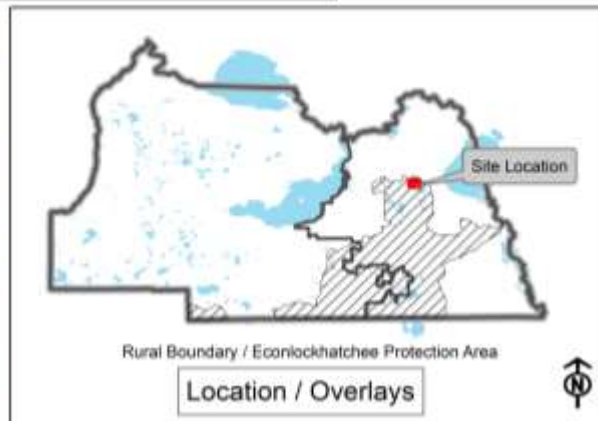 Site Location
Rural Boundary / Econlockhatchee Protection Area
Location / Overlays
N